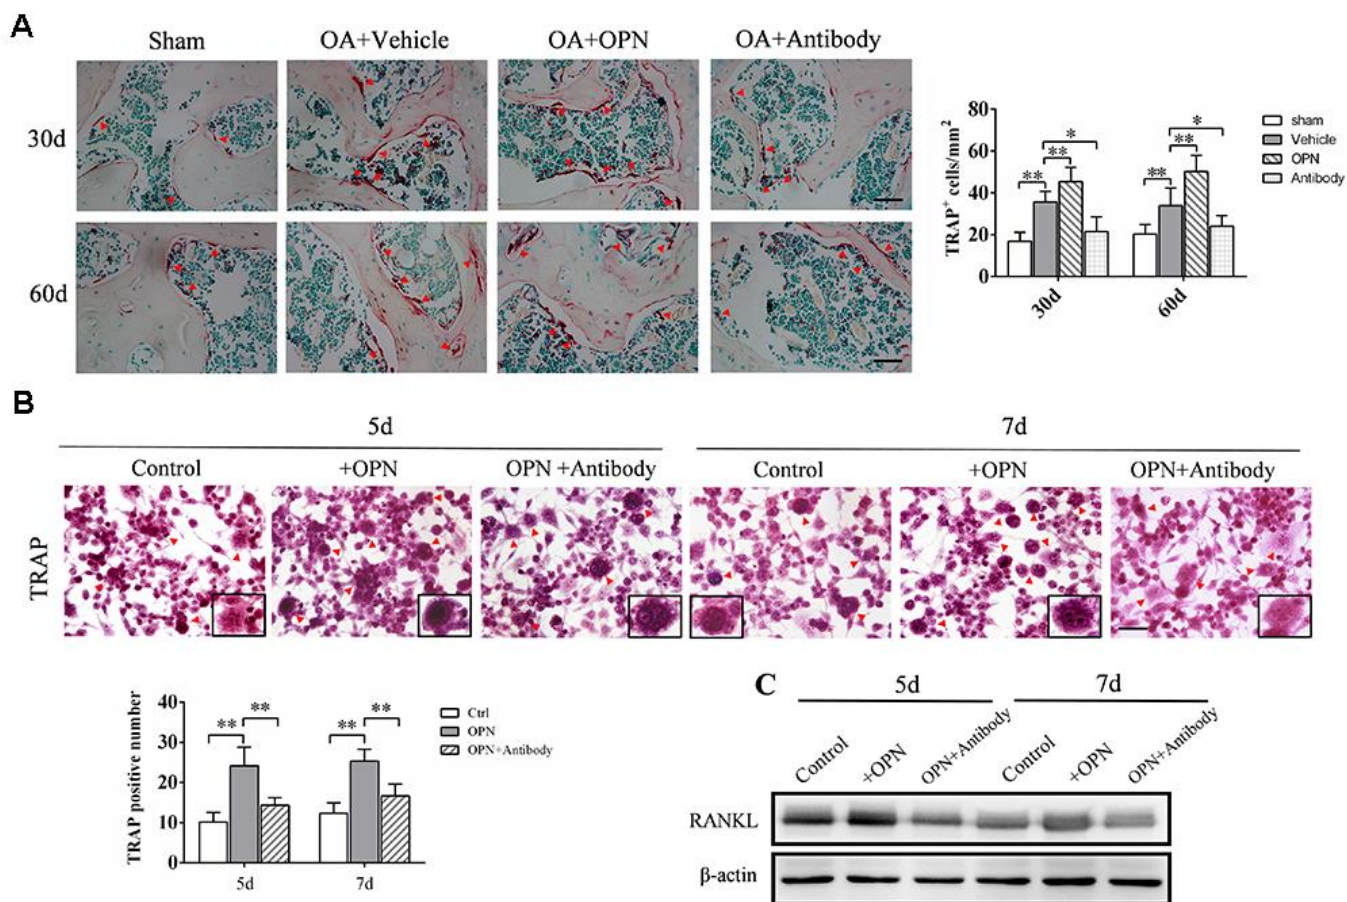 A
Sham OA+Vehicle OA+OPN OA+Antibody
30d
60d
TRAP⁺ cells/mm²
80
60
40
20
0
** ** *
** ** *
30d 60d
sham
Vehicle
OPN
Antibody
B
5d 7d
Control +OPN OPN +Antibody Control +OPN OPN+Antibody
TRAP
TRAP positive number
40
30
20
10
0
** **
** **
5d 7d
Ctrl
OPN
OPN+Antibody
C
5d 7d
Control +OPN OPN+Antibody Control +OPN OPN+Antibody
RANKL
β-actin